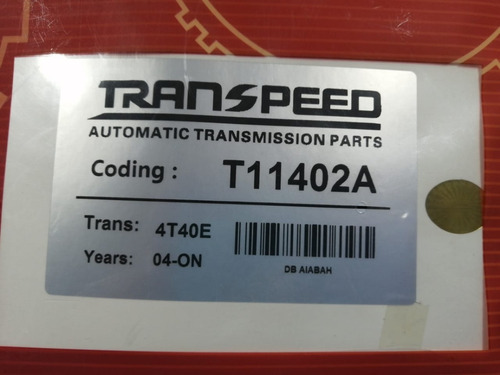 TRANSPEED
AUTOMATIC TRANSMISSION PARTS
Coding : T11402A
Trans: 4T40E
Years: 04-ON
DB AIABAH